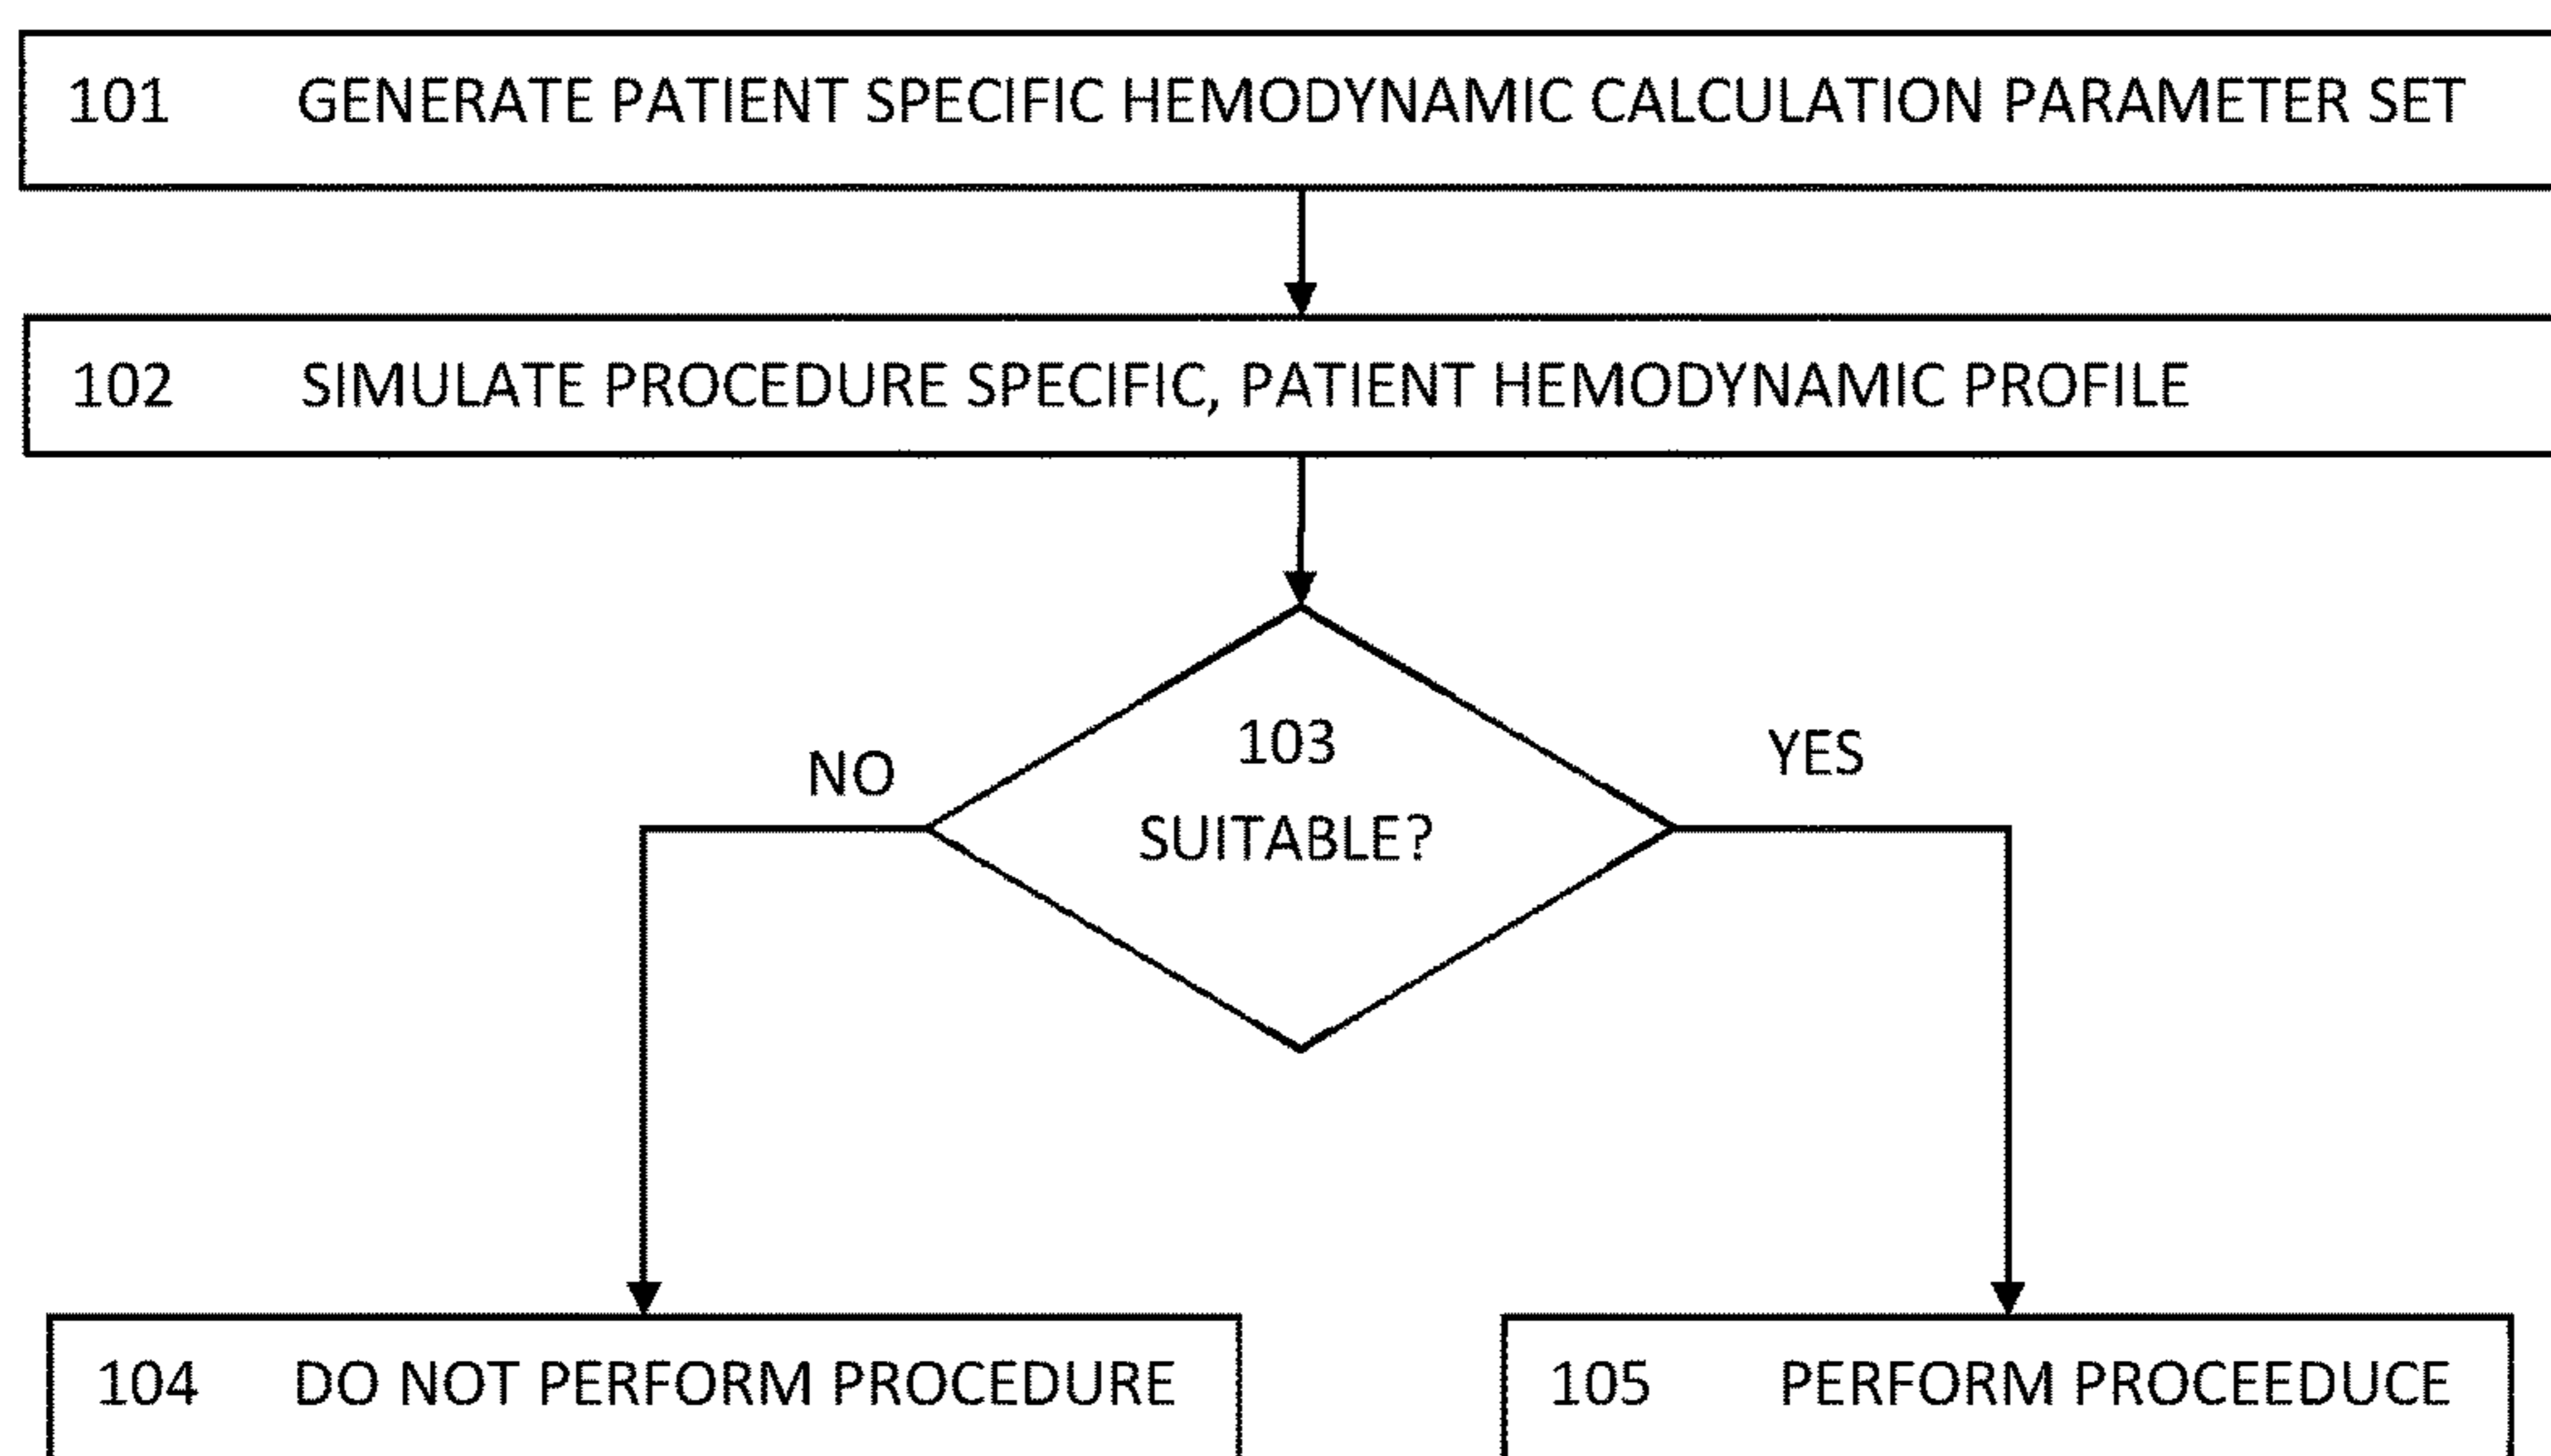 101 GENERATE PATIENT SPECIFIC HEMODYNAMIC CALCULATION PARAMETER SET
102 SIMULATE PROCEDURE SPECIFIC, PATIENT HEMODYNAMIC PROFILE
103
SUITABLE?
NO
YES
104 DO NOT PERFORM PROCEDURE
105 PERFORM PROCEEDUCE